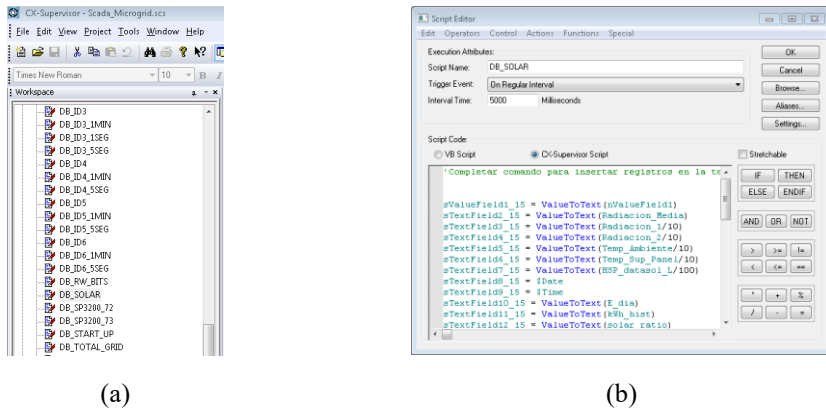 CX-Supervisor - Scada_Microgrid.scs
File Edit View Project Tools Window Help
Times New Roman 10 B I
Workspace
DB_ID3
DB_ID3_1MIN
DB_ID3_1SEG
DB_ID3_5SEG
DB_ID4
DB_ID4_1MIN
DB_ID4_5SEG
DB_ID5
DB_ID5_1MIN
DB_ID5_5SEG
DB_ID6
DB_ID6_1MIN
DB_ID6_5SEG
DB_RW_BITS
DB_SOLAR
DB_SP3200_72
DB_SP3200_73
DB_START_UP
DB_TOTAL_GRID
(a)
Script Editor
Edit Operators Control Actions Functions Special
Execution Attributes:
Script Name: DB_SOLAR
Trigger Event: On Regular Interval
Interval Time: 5000 Milliseconds
OK
Cancel
Browse...
Aliases...
Settings...
Script Code:
VB Script CX-Supervisor Script Stretchable
'Completar comando para insertar registros en la ta
sValueField1_15 = ValueToText(nValueField1)
sTextField2_15 = ValueToText(Radiacion_Media)
sTextField3_15 = ValueToText(Radiacion_1/10)
sTextField4_15 = ValueToText(Radiacion_2/10)
sTextField5_15 = ValueToText(Temp_Ambiente/10)
sTextField6_15 = ValueToText(Temp_Sup_Panel/10)
sTextField7_15 = ValueToText(HSP_datasol_L/100)
sTextField8_15 = $Date
sTextField9_15 = $Time
sTextField10_15 = ValueToText(E_dia)
sTextField11_15 = ValueToText(kWh_hist)
sTextField12_15 = ValueToText(solar_ratio)
IF THEN
ELSE ENDIF
AND OR NOT
> >= !=
< <= ==
* + %
/ - =
(b)